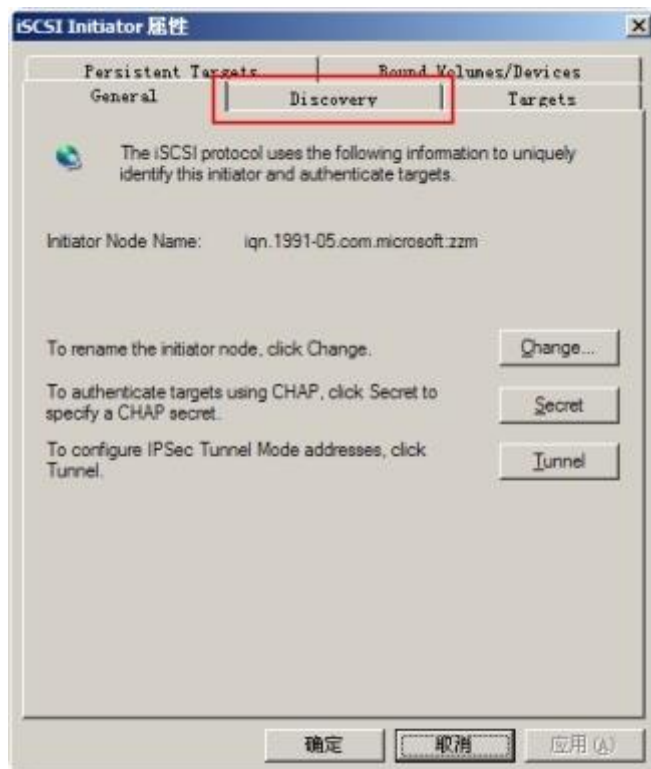 iSCSI Initiator 属性
Persistent Targets Bound Volumes/Devices
General Discovery Targets
The iSCSI protocol uses the following information to uniquely
identify this initiator and authenticate targets.
Initiator Node Name: iqn.1991-05.com.microsoft:zzm
To rename the initiator node, click Change.
Change...
To authenticate targets using CHAP, click Secret to
specify a CHAP secret.
Secret
To configure IPSec Tunnel Mode addresses, click
Tunnel.
Tunnel
确定 取消 应用(A)